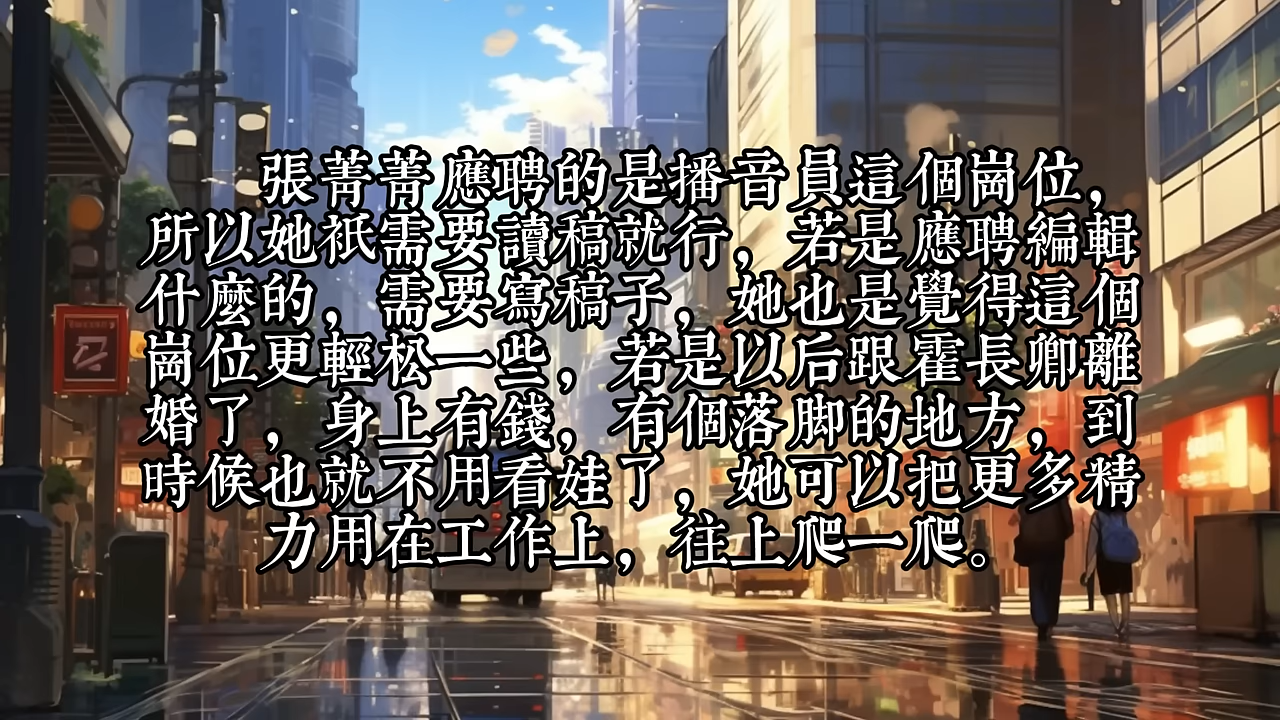 張菁菁應聘的是播音員這個崗位，
所以她衹需要讀稿就行，若是應聘編輯
什麼的，需要寫稿子，她也是覺得這個
崗位更輕松一些，若是以后跟霍長卿離
婚了，身上有錢，有個落脚的地方，到
時候也就不用看娃了，她可以把更多精
力用在工作上，往上爬一爬。